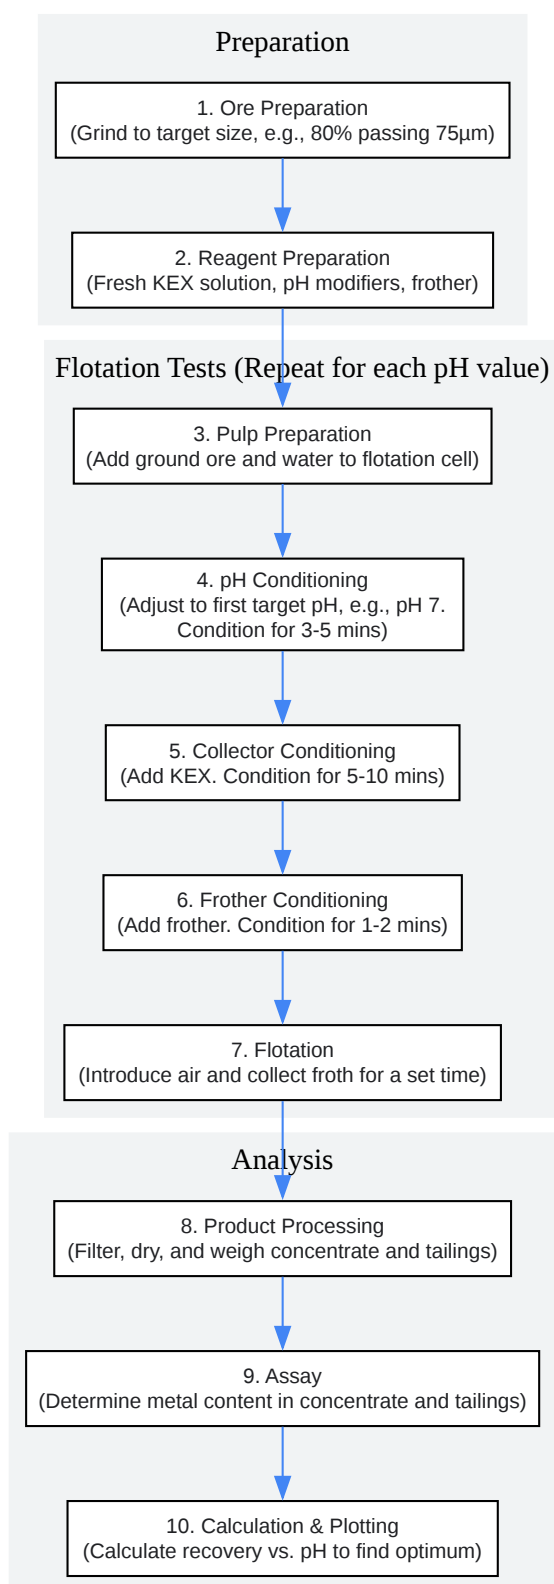 Preparation
1. Ore Preparation
(Grind to target size, e.g., 80% passing 75µm)
2. Reagent Preparation
(Fresh KEX solution, pH modifiers, frother)
Flotation Tests (Repeat for each pH value)
3. Pulp Preparation
(Add ground ore and water to flotation cell)
4. pH Conditioning
(Adjust to first target pH, e.g., pH 7.
Condition for 3-5 mins)
5. Collector Conditioning
(Add KEX. Condition for 5-10 mins)
6. Frother Conditioning
(Add frother. Condition for 1-2 mins)
7. Flotation
(Introduce air and collect froth for a set time)
Analysis
8. Product Processing
(Filter, dry, and weigh concentrate and tailings)
9. Assay
(Determine metal content in concentrate and tailings)
10. Calculation & Plotting
(Calculate recovery vs. pH to find optimum)